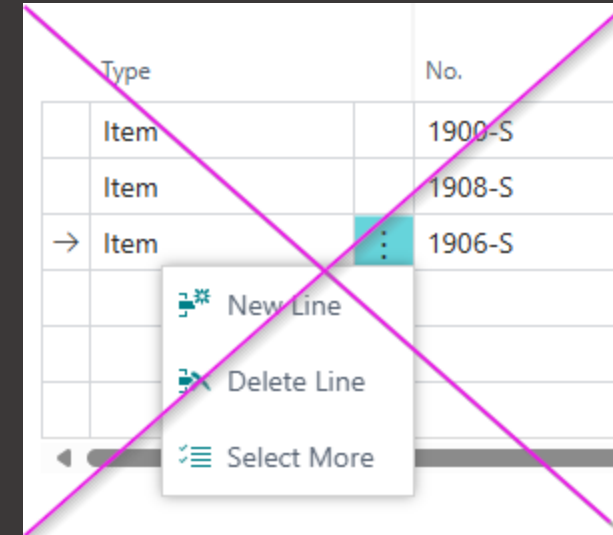 Type No.
Item 1900-S
Item 1908-S
Item 1906-S
New Line
Delete Line
Select More